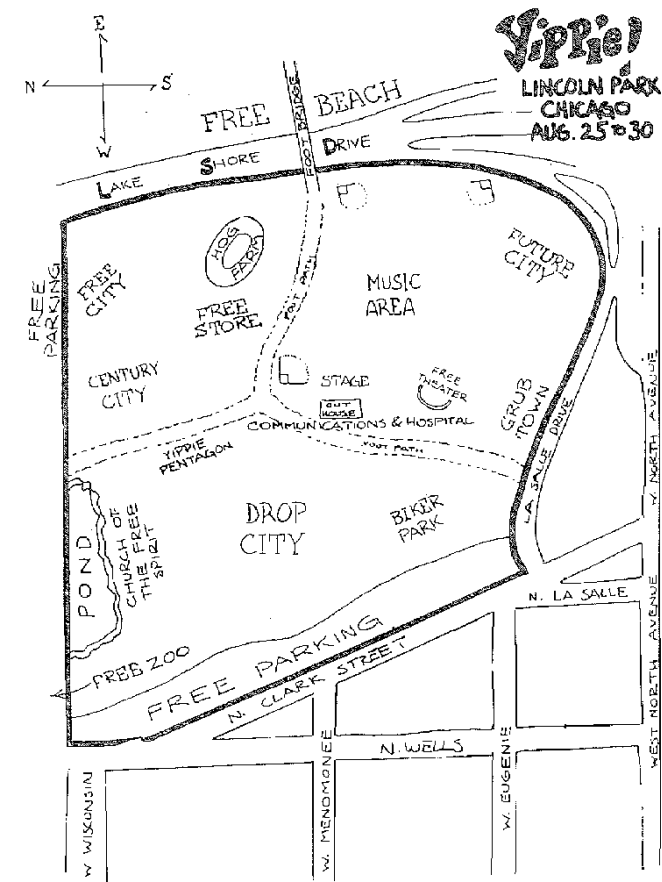 Yippie!
LINCOLN PARK
CHICAGO
AUG. 25 TO 30
E
N
S
W
FREE BEACH
FOOT BRIDGE
LAKE SHORE DRIVE
FREE PARKING
FREE
CITY
HOG
FARM
FREE
STORE
FOOT PATH
MUSIC
AREA
FUTURE
CITY
CENTURY
CITY
STAGE
FREE
THEATER
OUT
HOUSE
COMMUNICATIONS & HOSPITAL
GRUB
TOWN
FOOT PATH
YIPPIE
PENTAGON
LA SALLE DRIVE
W. NORTH AVENUE
POND
CHURCH OF
THE FREE
SPIRIT
DROP
CITY
BIKER
PARK
N. LA SALLE
FREE ZOO
FREE PARKING
N. CLARK STREET
N. WELLS
W WISCONSIN
W. MENOMONEE
W. EUGENIE
WEST NORTH AVENUE